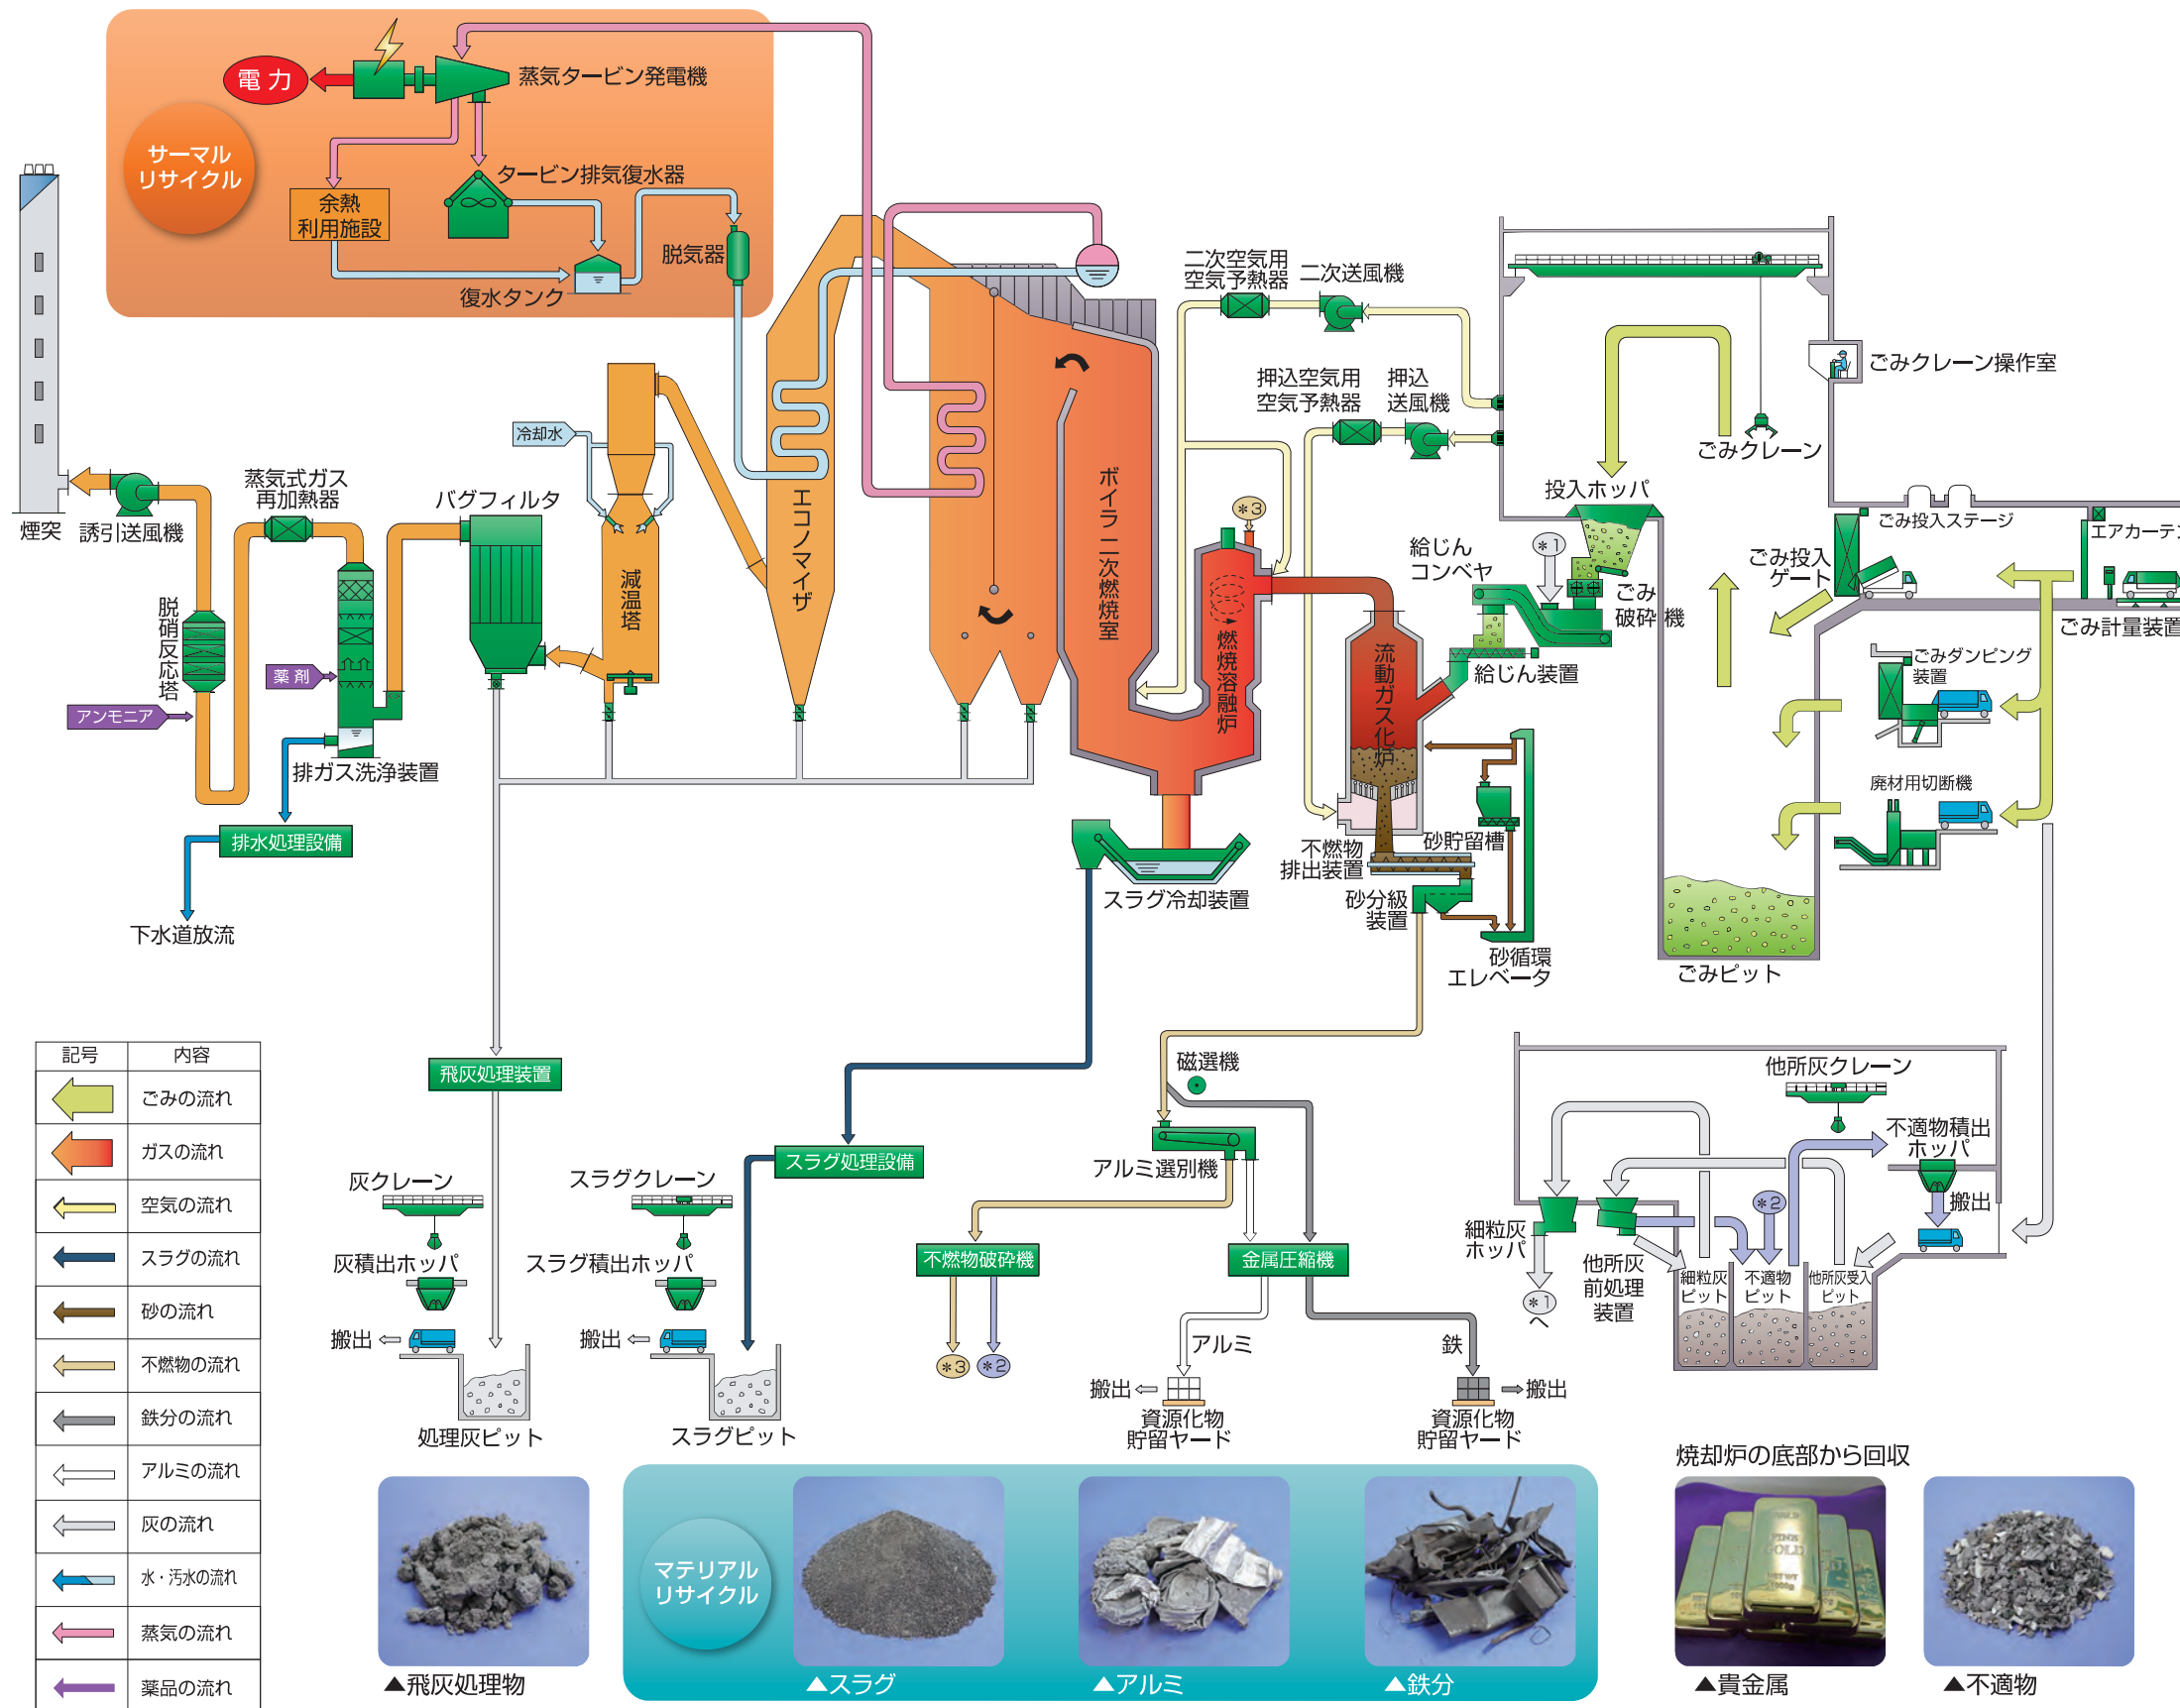 電力
蒸気タービン発電機
サーマル
リサイクル
タービン排気復水器
余熱
利用施設
脱気器
復水タンク
二次空気用
空気予熱器
二次送風機
押込空気用
空気予熱器
押込
送風機
ごみクレーン操作室
ごみクレーン
投入ホッパ
ごみ投入ステージ
エアカーテ
ごみ投入
ゲート
ごみ計量装置
ごみダンピング
装置
廃材用切断機
ごみピット
冷却水
煙突
誘引送風機
蒸気式ガス
再加熱器
バグフィルタ
減温塔
エコノマイザ
ボイラ二次燃焼室
*3
燃焼溶融炉
給じん
コンベヤ
*1
ごみ
破砕機
給じん装置
流動ガス化炉
脱硝反応塔
薬剤
アンモニア
排ガス洗浄装置
排水処理設備
下水道放流
スラグ冷却装置
不燃物
排出装置
砂貯留槽
砂分級
装置
砂循環
エレベータ
記号 内容
ごみの流れ
ガスの流れ
空気の流れ
スラグの流れ
砂の流れ
不燃物の流れ
鉄分の流れ
アルミの流れ
灰の流れ
水・汚水の流れ
蒸気の流れ
薬品の流れ
飛灰処理装置
灰クレーン
灰積出ホッパ
搬出
処理灰ピット
スラグ処理設備
スラグクレーン
スラグ積出ホッパ
搬出
スラグピット
磁選機
アルミ選別機
不燃物破砕機
金属圧縮機
*3
*2
アルミ
鉄
搬出
搬出
資源化物
貯留ヤード
資源化物
貯留ヤード
他所灰クレーン
不適物積出
ホッパ
搬出
*2
細粒灰
ホッパ
他所灰
前処理
装置
*1
へ
細粒灰
ピット
不適物
ピット
他所灰受入
ピット
焼却炉の底部から回収
マテリアル
リサイクル
FINE
GOLD
NET WT
1000g
▲飛灰処理物
▲スラグ
▲アルミ
▲鉄分
▲貴金属
▲不適物